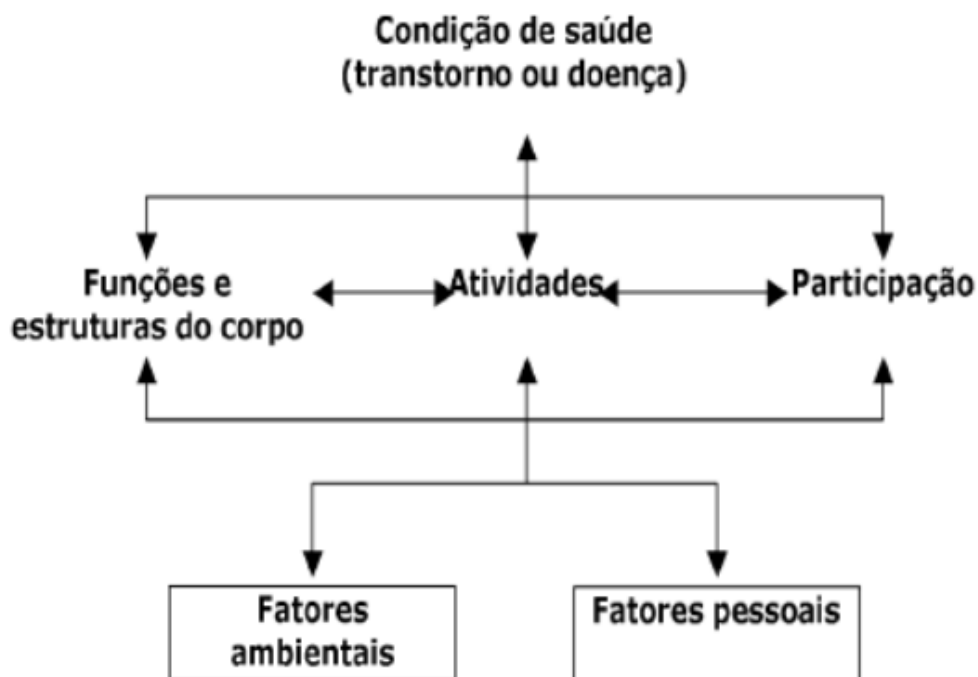 Condição de saúde
(transtorno ou doença)
Funções e
estruturas do corpo
Atividades
Participação
Fatores
ambientais
Fatores pessoais